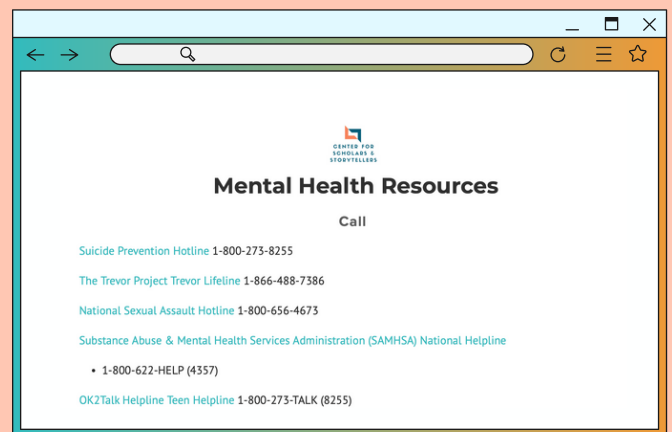 CENTER FOR
SCHOLARS &
STORYTELLERS
Mental Health Resources
Call
Suicide Prevention Hotline 1-800-273-8255
The Trevor Project Trevor Lifeline 1-866-488-7386
National Sexual Assault Hotline 1-800-656-4673
Substance Abuse & Mental Health Services Administration (SAMHSA) National Helpline
• 1-800-622-HELP (4357)
OK2Talk Helpline Teen Helpline 1-800-273-TALK (8255)